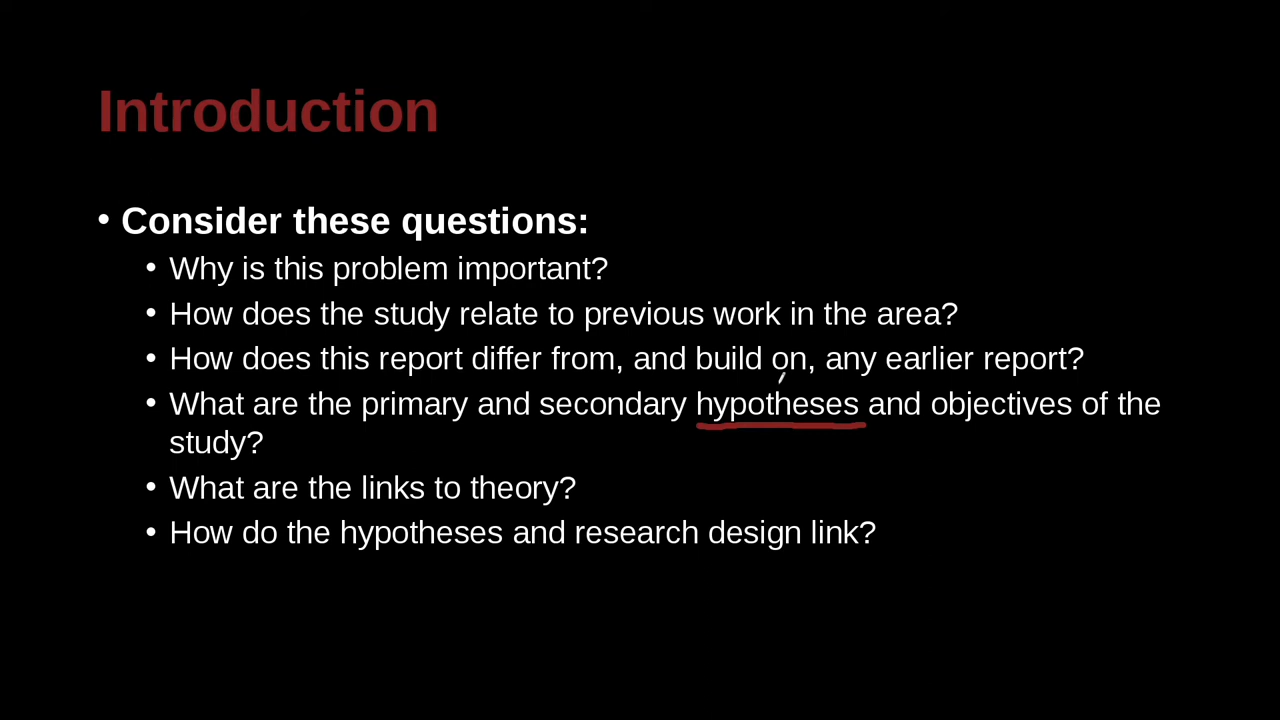 Introduction
• Consider these questions:
• Why is this problem important?
• How does the study relate to previous work in the area?
• How does this report differ from, and build on, any earlier report?
• What are the primary and secondary hypotheses and objectives of the
study?
• What are the links to theory?
• How do the hypotheses and research design link?